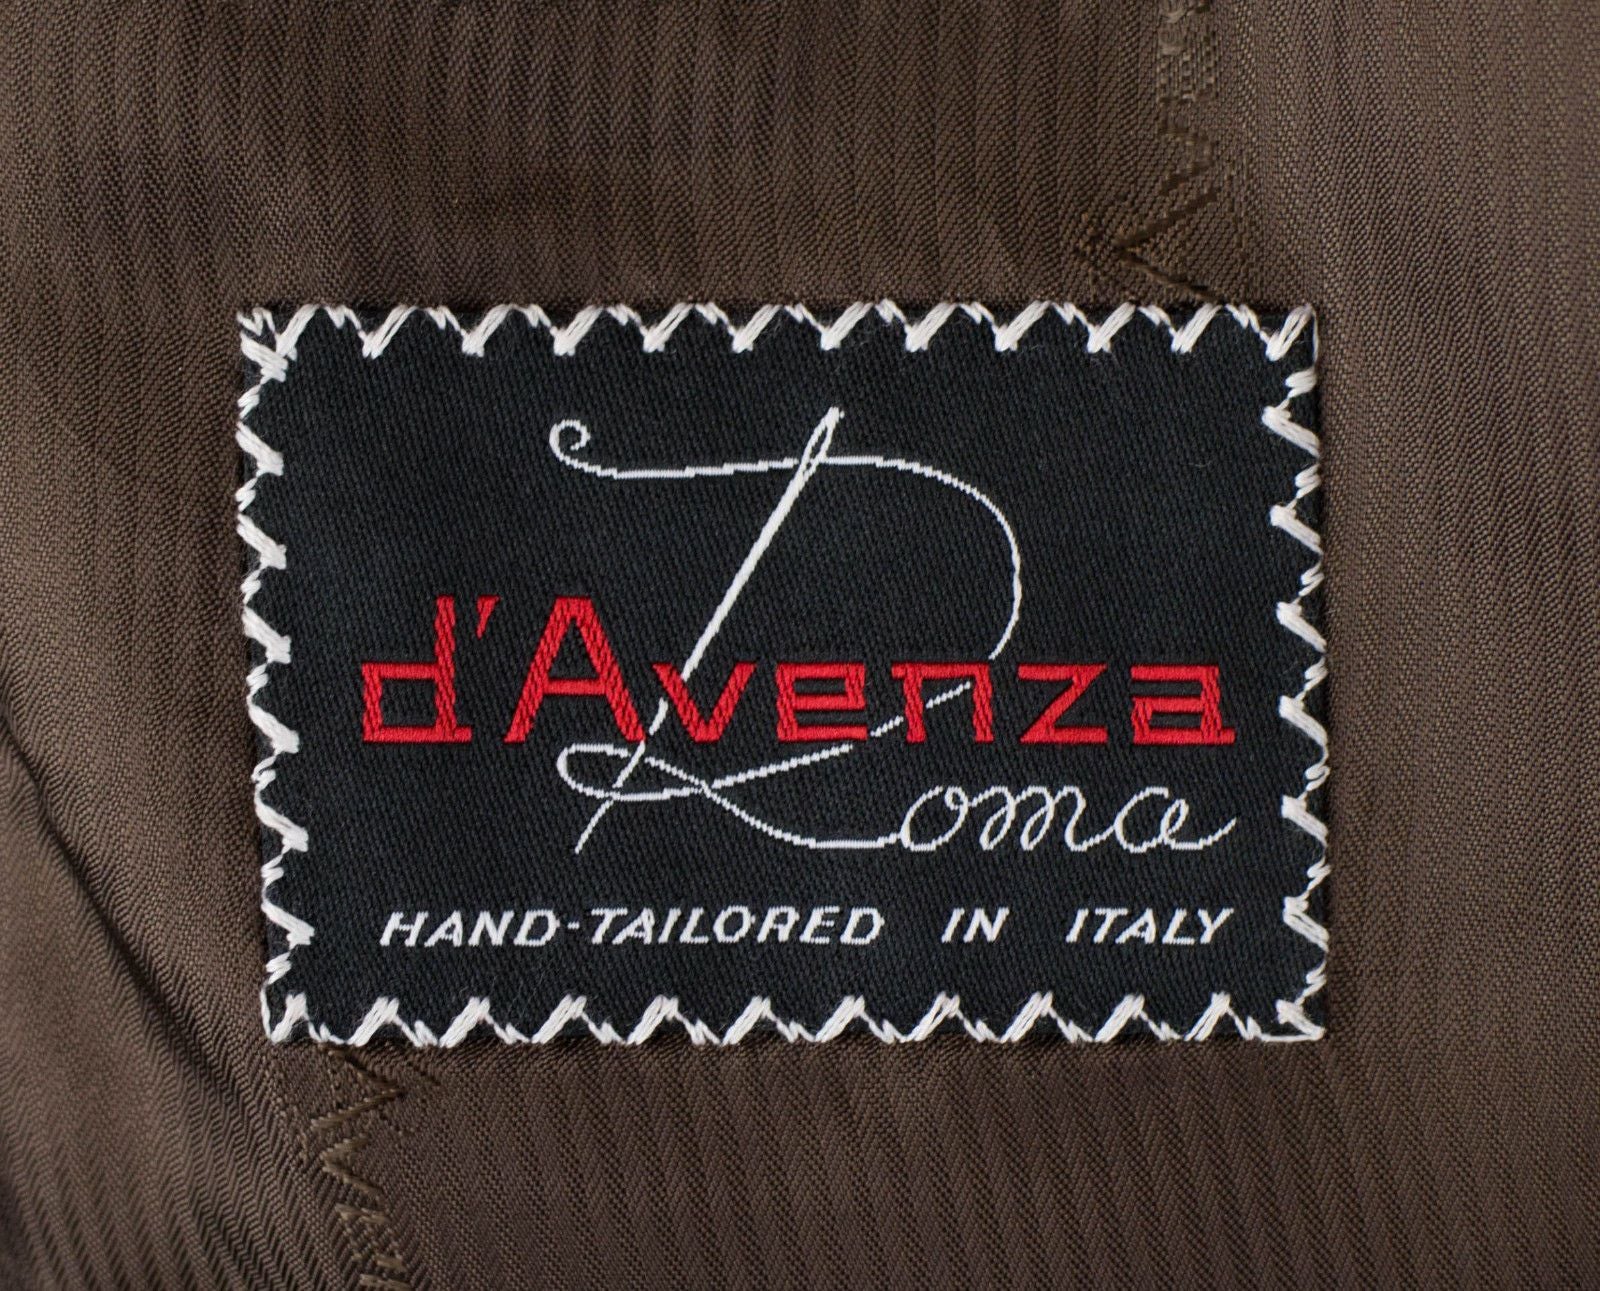 d'Avenza
Roma
HAND-TAILORED IN ITALY